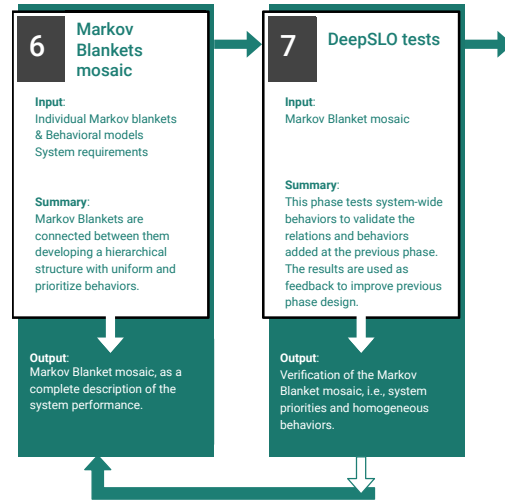 6
Markov
Blankets
mosaic
Input:
Individual Markov blankets
& Behavioral models
System requirements
Summary:
Markov Blankets are
connected between them
developing a hierarchical
structure with uniform and
prioritize behaviors.
Output:
Markov Blanket mosaic, as a
complete description of the
system performance.
7
DeepSLO tests
Input:
Markov Blanket mosaic
Summary:
This phase tests system-wide
behaviors to validate the
relations and behaviors
added at the previous phase.
The results are used as
feedback to improve previous
phase design.
Output:
Verification of the Markov
Blanket mosaic, i.e., system
priorities and homogeneous
behaviors.